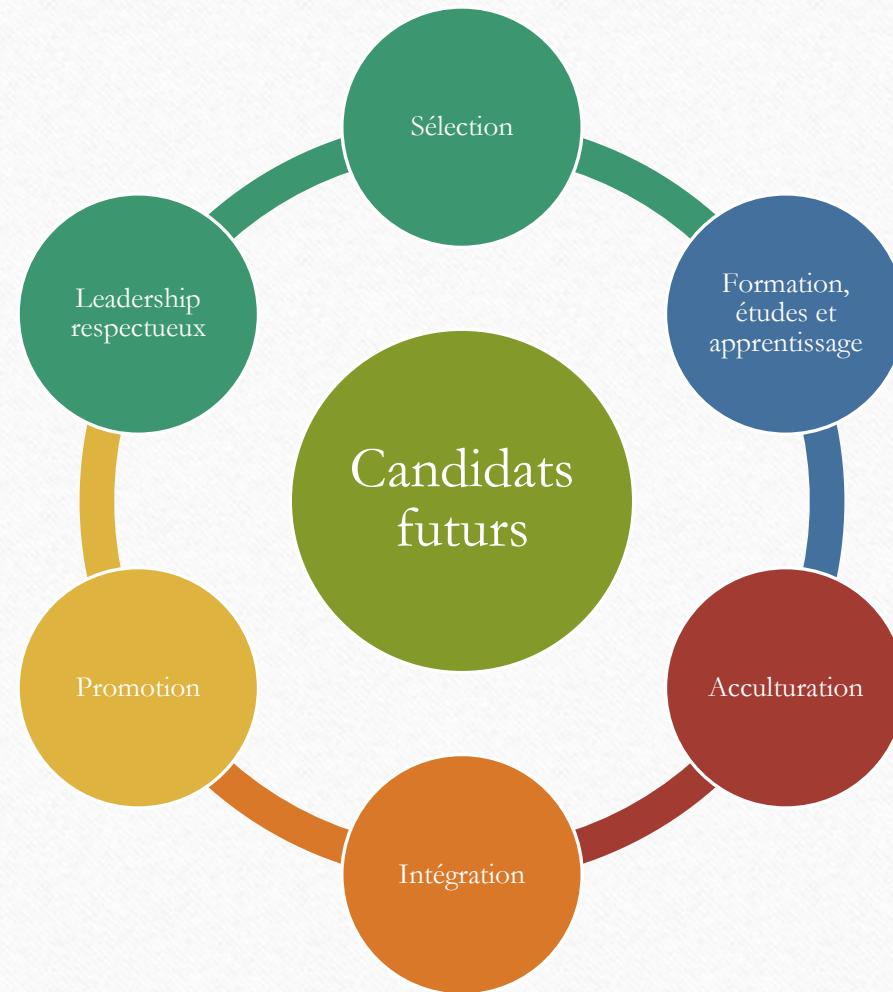 Sélection
Formation,
études et
apprentissage
Acculturation
Intégration
Promotion
Leadership
respectueux
Candidats
futurs